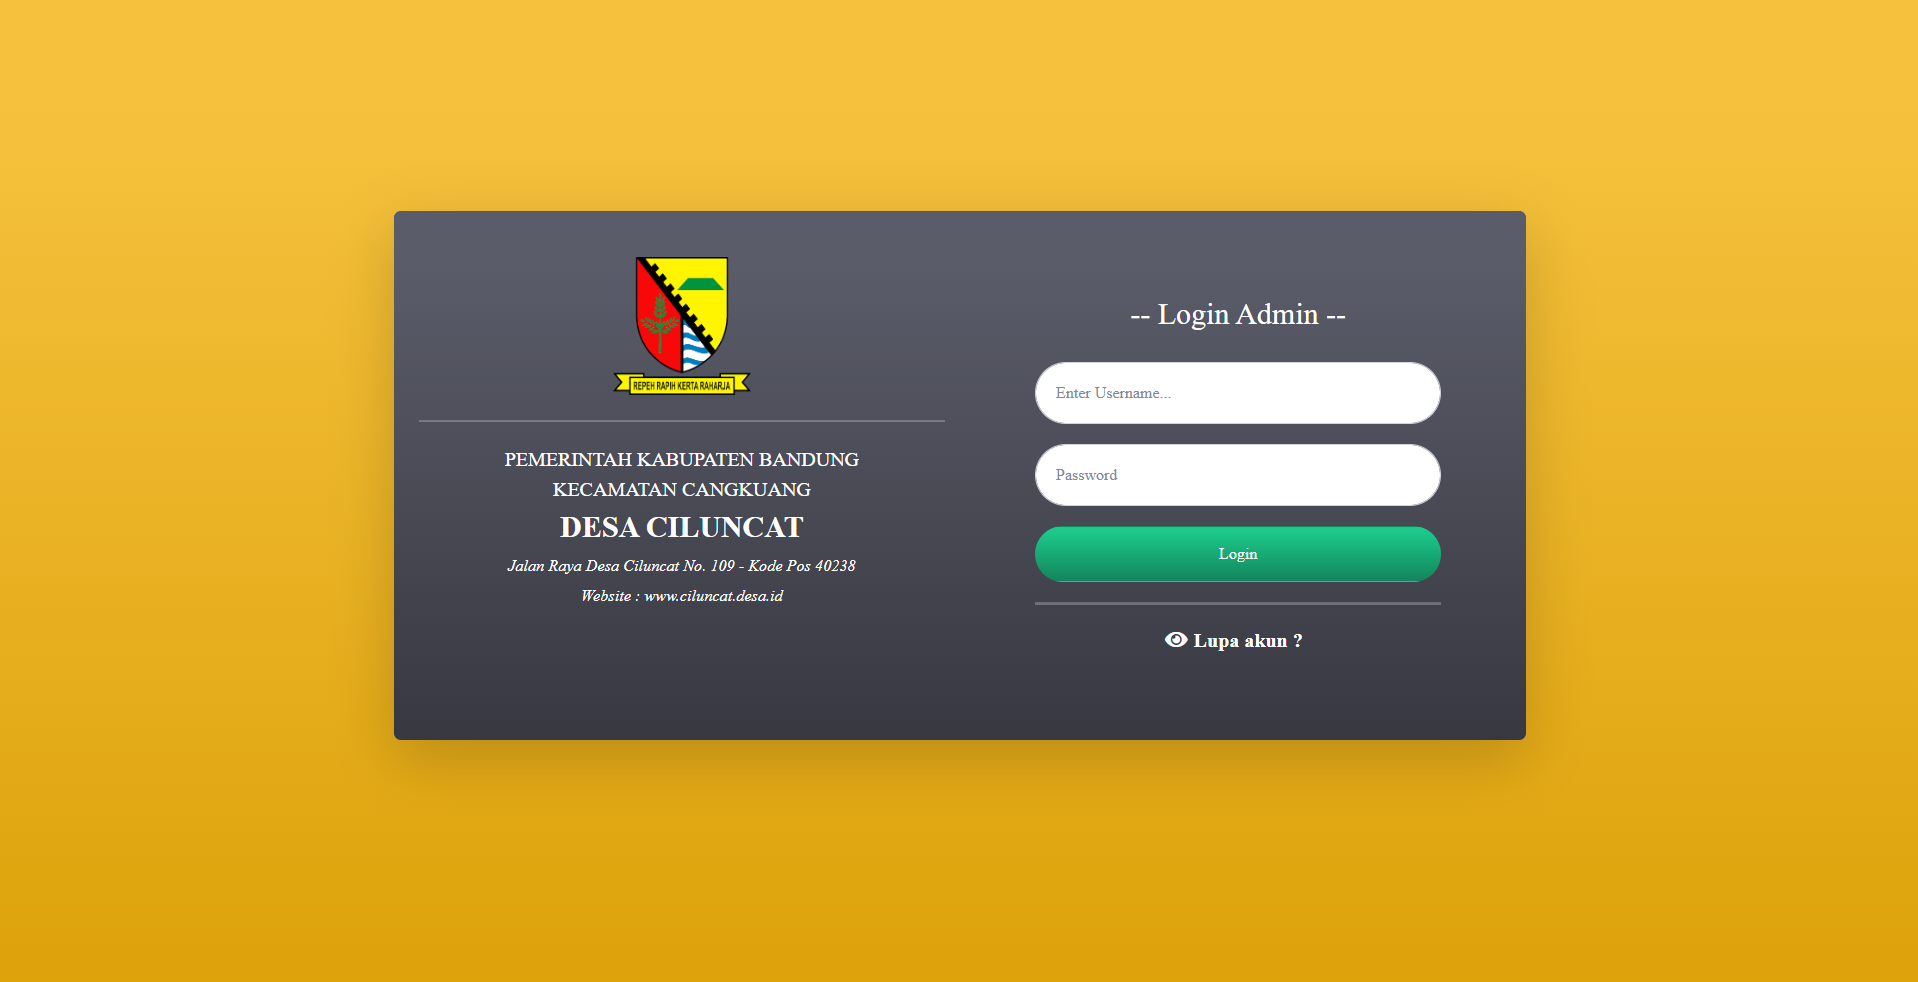 REPEH RAPIH KERTA RAHARJA
PEMERINTAH KABUPATEN BANDUNG
KECAMATAN CANGKUANG
DESA CILUNCAT
Jalan Raya Desa Ciluncat No. 109 - Kode Pos 40238
Website : www.ciluncat.desa.id
-- Login Admin --
Enter Username...
Password
Login
Lupa akun ?